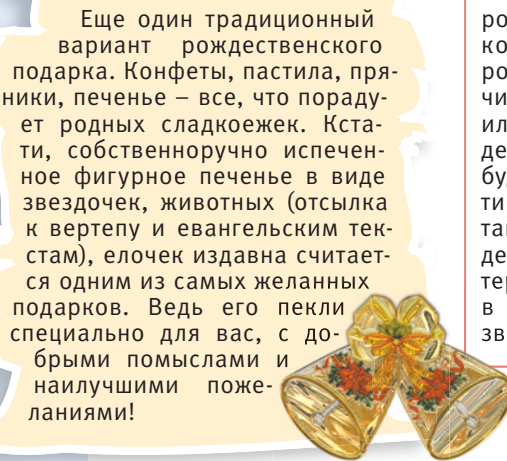 Еще один традиционный
вариант рождественского
подарка. Конфеты, пастила, пря-
ники, печенье – все, что пораду-
ет родных сладкоежек. Кста-
ти, собственноручно испечен-
ное фигурное печенье в виде
звездочек, животных (отсылка
к вертепу и евангельским тек-
стам), елочек издавна считает-
ся одним из самых желанных
подарков. Ведь его пекли
специально для вас, с до-
брыми помыслами и
наилучшими поже-
ланиями!